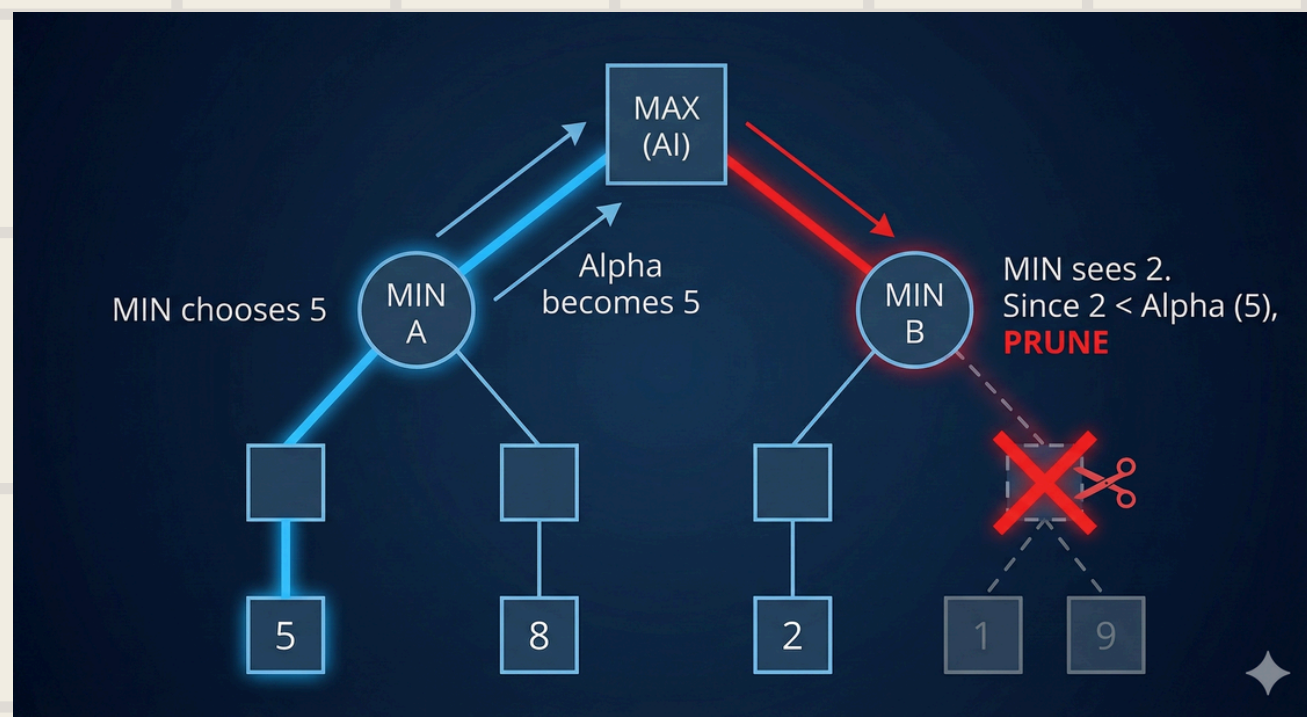 MAX
(AI)
Alpha
becomes 5
MIN chooses 5
MIN
A
MIN
B
MIN sees 2.
Since 2 < Alpha (5),
PRUNE
5
8
2
1
9